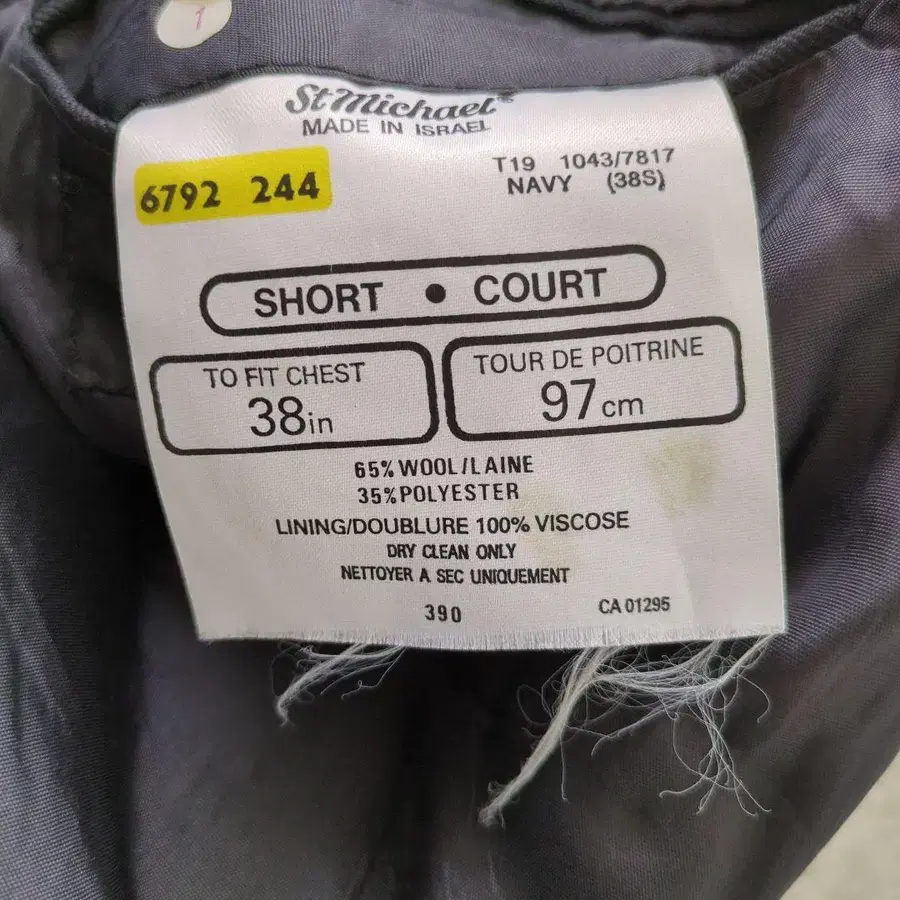 1
St Michael®
MADE IN ISRAEL
6792 244
T19 1043/7817
NAVY (38S)
SHORT • COURT
TO FIT CHEST
38in
TOUR DE POITRINE
97cm
65% WOOL/LAINE
35% POLYESTER
LINING/DOUBLURE 100% VISCOSE
DRY CLEAN ONLY
NETTOYER A SEC UNIQUEMENT
390
CA 01295